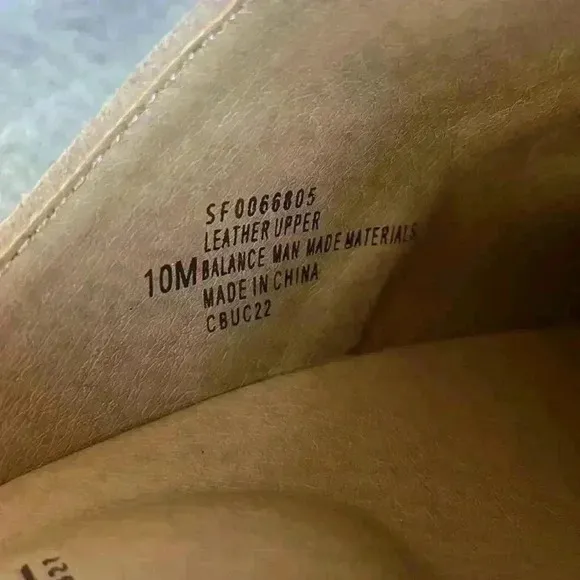 SF0066805
LEATHER UPPER
10M BALANCE MAN MADE MATERIALS
MADE IN CHINA
CBUC22